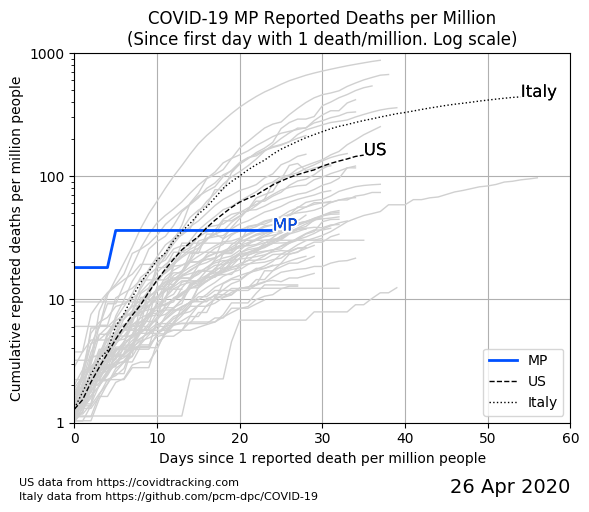 COVID-19 MP Reported Deaths per Million
(Since first day with 1 death/million. Log scale)
Cumulative reported deaths per million people
1000
100
10
1
Italy
US
MP
MP
US
Italy
0 10 20 30 40 50 60
Days since 1 reported death per million people
US data from https://covidtracking.com
Italy data from https://github.com/pcm-dpc/COVID-19
26 Apr 2020